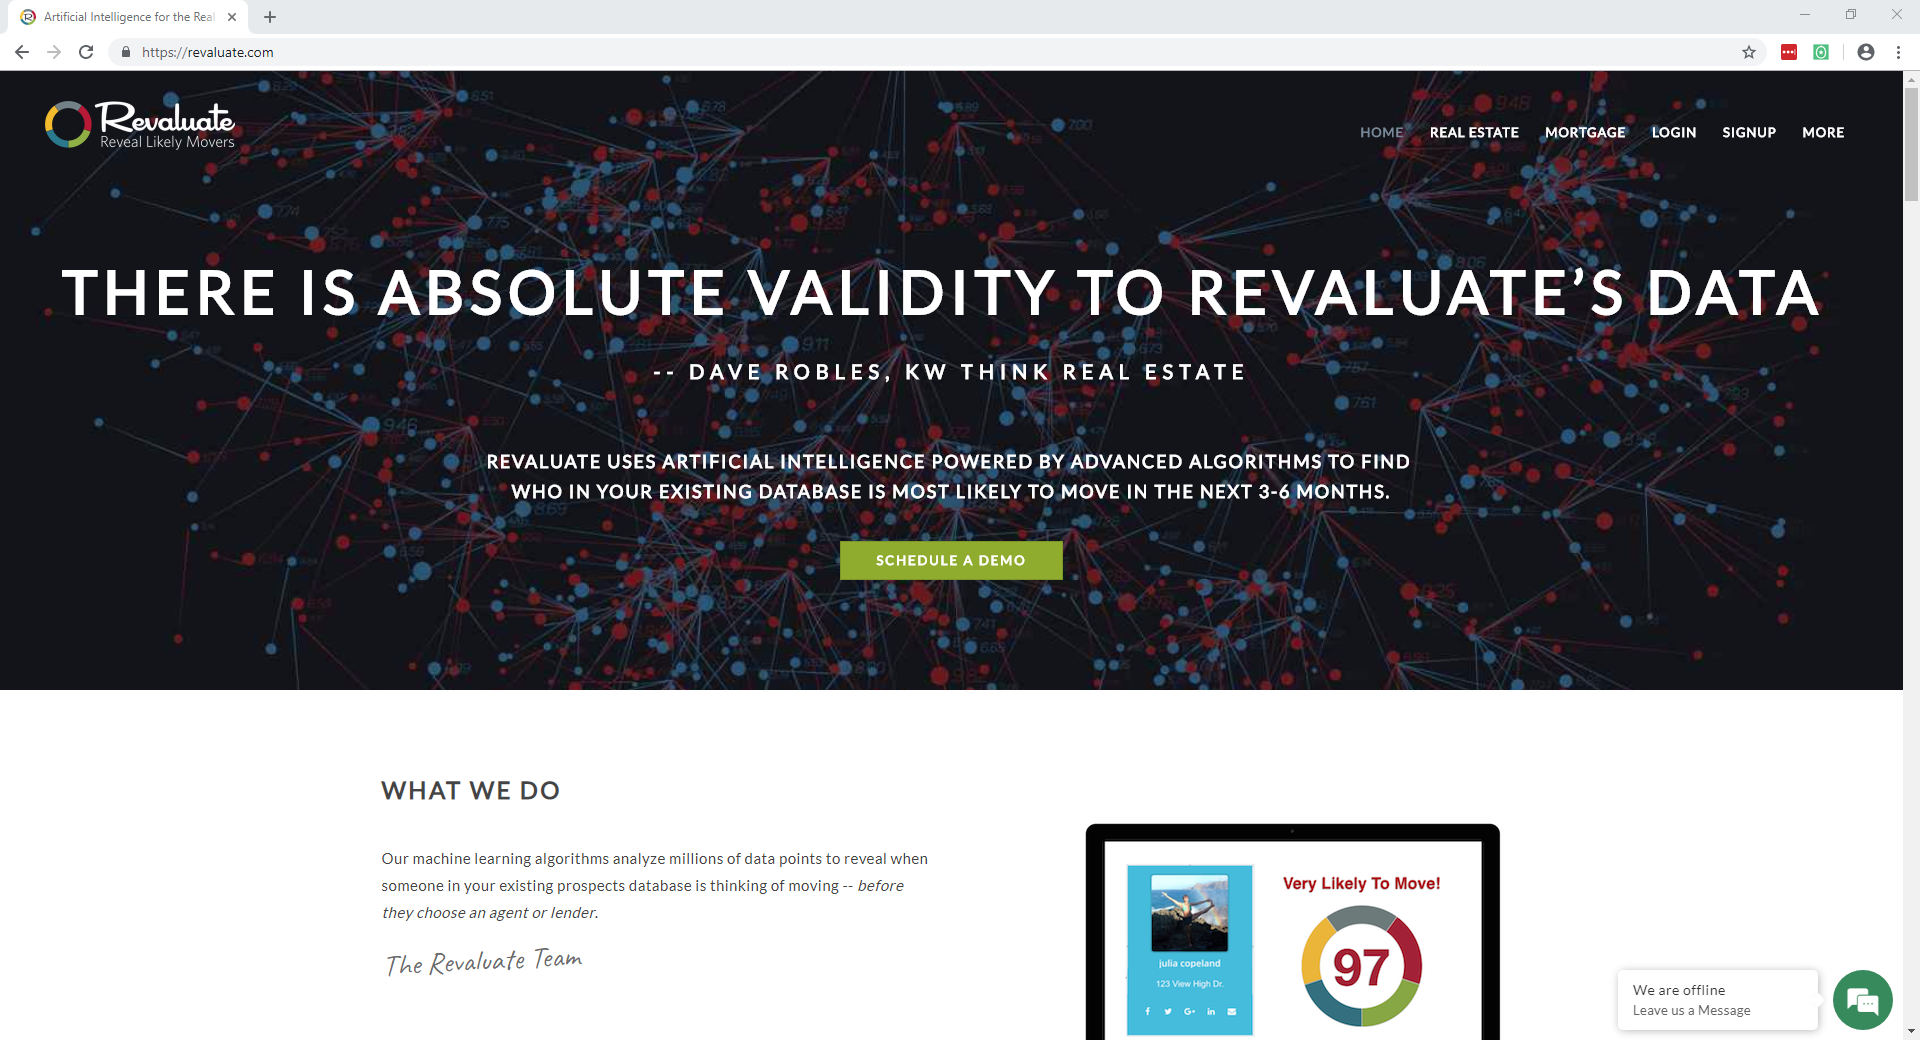 Artificial Intelligence for the Real
https://revaluate.com
Revaluate
Reveal Likely Movers
HOME REAL ESTATE MORTGAGE LOGIN SIGNUP MORE
THERE IS ABSOLUTE VALIDITY TO REVALUATE’S DATA
-- DAVE ROBLES, KW THINK REAL ESTATE
REVALUATE USES ARTIFICIAL INTELLIGENCE POWERED BY ADVANCED ALGORITHMS TO FIND
WHO IN YOUR EXISTING DATABASE IS MOST LIKELY TO MOVE IN THE NEXT 3-6 MONTHS.
SCHEDULE A DEMO
WHAT WE DO
Our machine learning algorithms analyze millions of data points to reveal when
someone in your existing prospects database is thinking of moving -- before
they choose an agent or lender.
The Revaluate Team
julia copeland
123 View High Dr.
Very Likely To Move!
97
We are offline
Leave us a Message